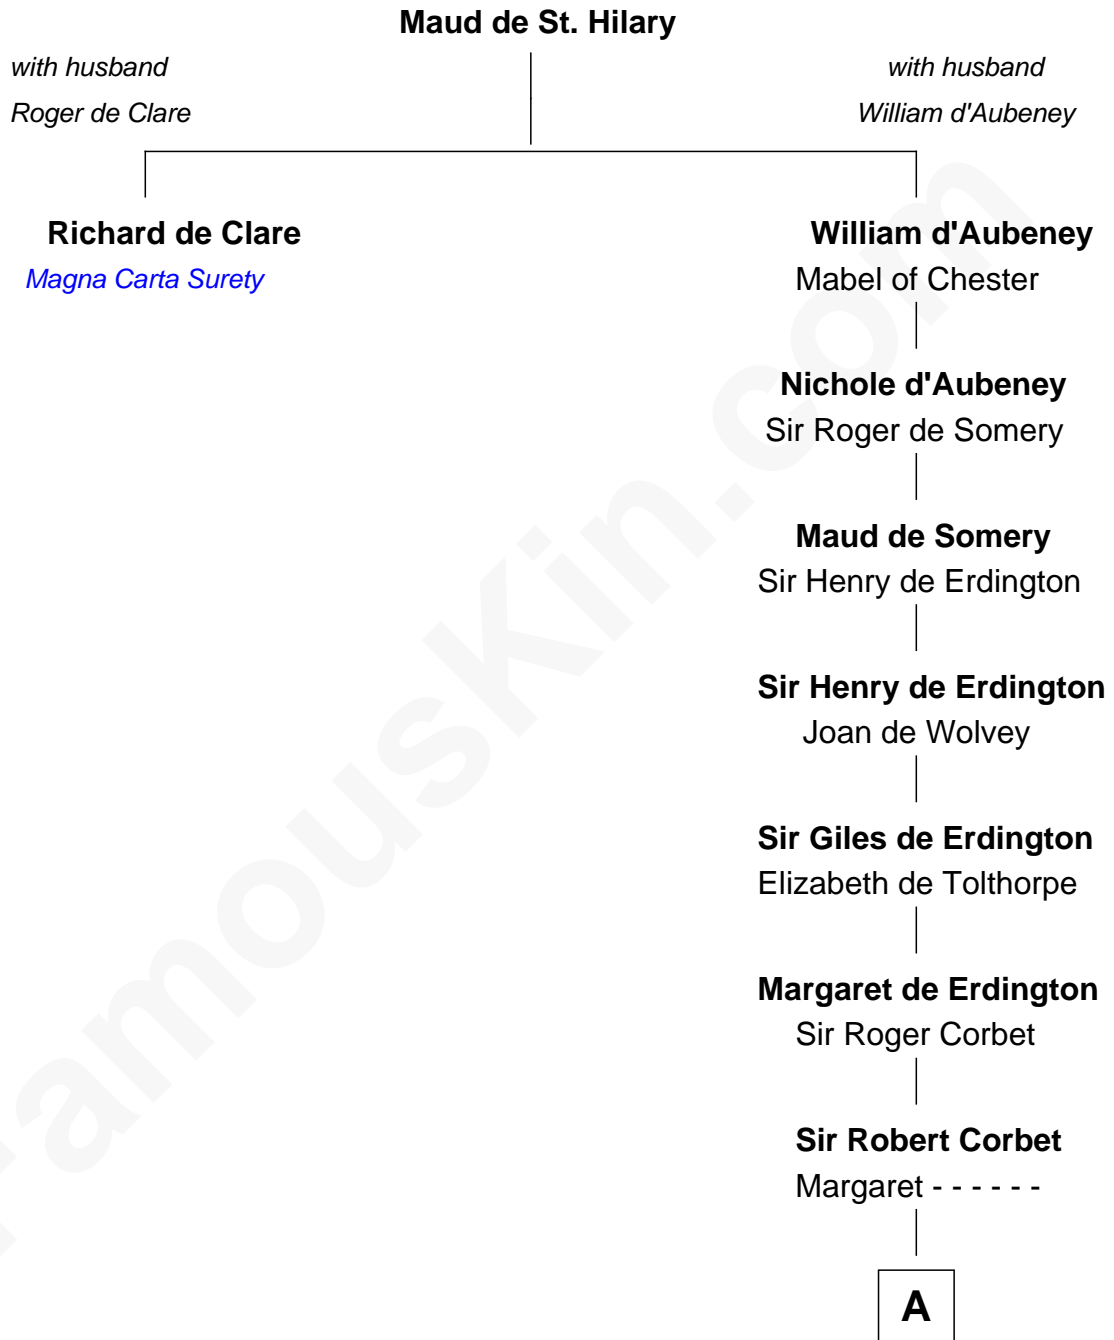 Maud de St. Hilary
with husband
Roger de Clare
with husband
William d'Aubeney
Richard de Clare
Magna Carta Surety
William d'Aubeney
Mabel of Chester
Nichole d'Aubeney
Sir Roger de Somery
Maud de Somery
Sir Henry de Erdington
Sir Henry de Erdington
Joan de Wolvey
Sir Giles de Erdington
Elizabeth de Tolthorpe
Margaret de Erdington
Sir Roger Corbet
Sir Robert Corbet
Margaret - - - - - -
A
FamousKin.com